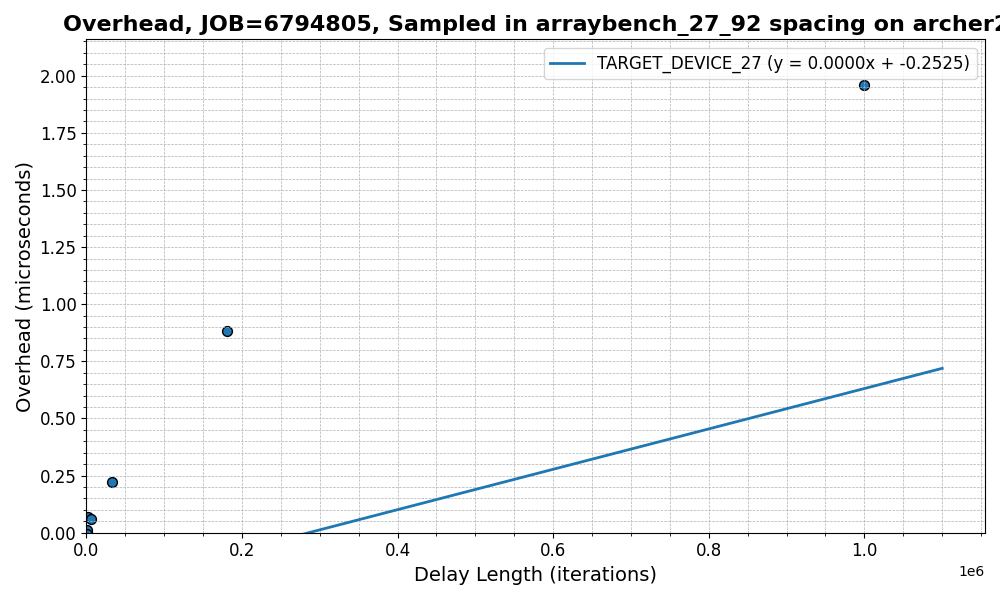 Overhead, JOB=6794805, Sampled in arraybench_27_92 spacing on archer2
TARGET_DEVICE_27 (y = 0.0000x + -0.2525)
Overhead (microseconds)
2.00
1.75
1.50
1.25
1.00
0.75
0.50
0.25
0.00
0.0 0.2 0.4 0.6 0.8 1.0
1e6
Delay Length (iterations)